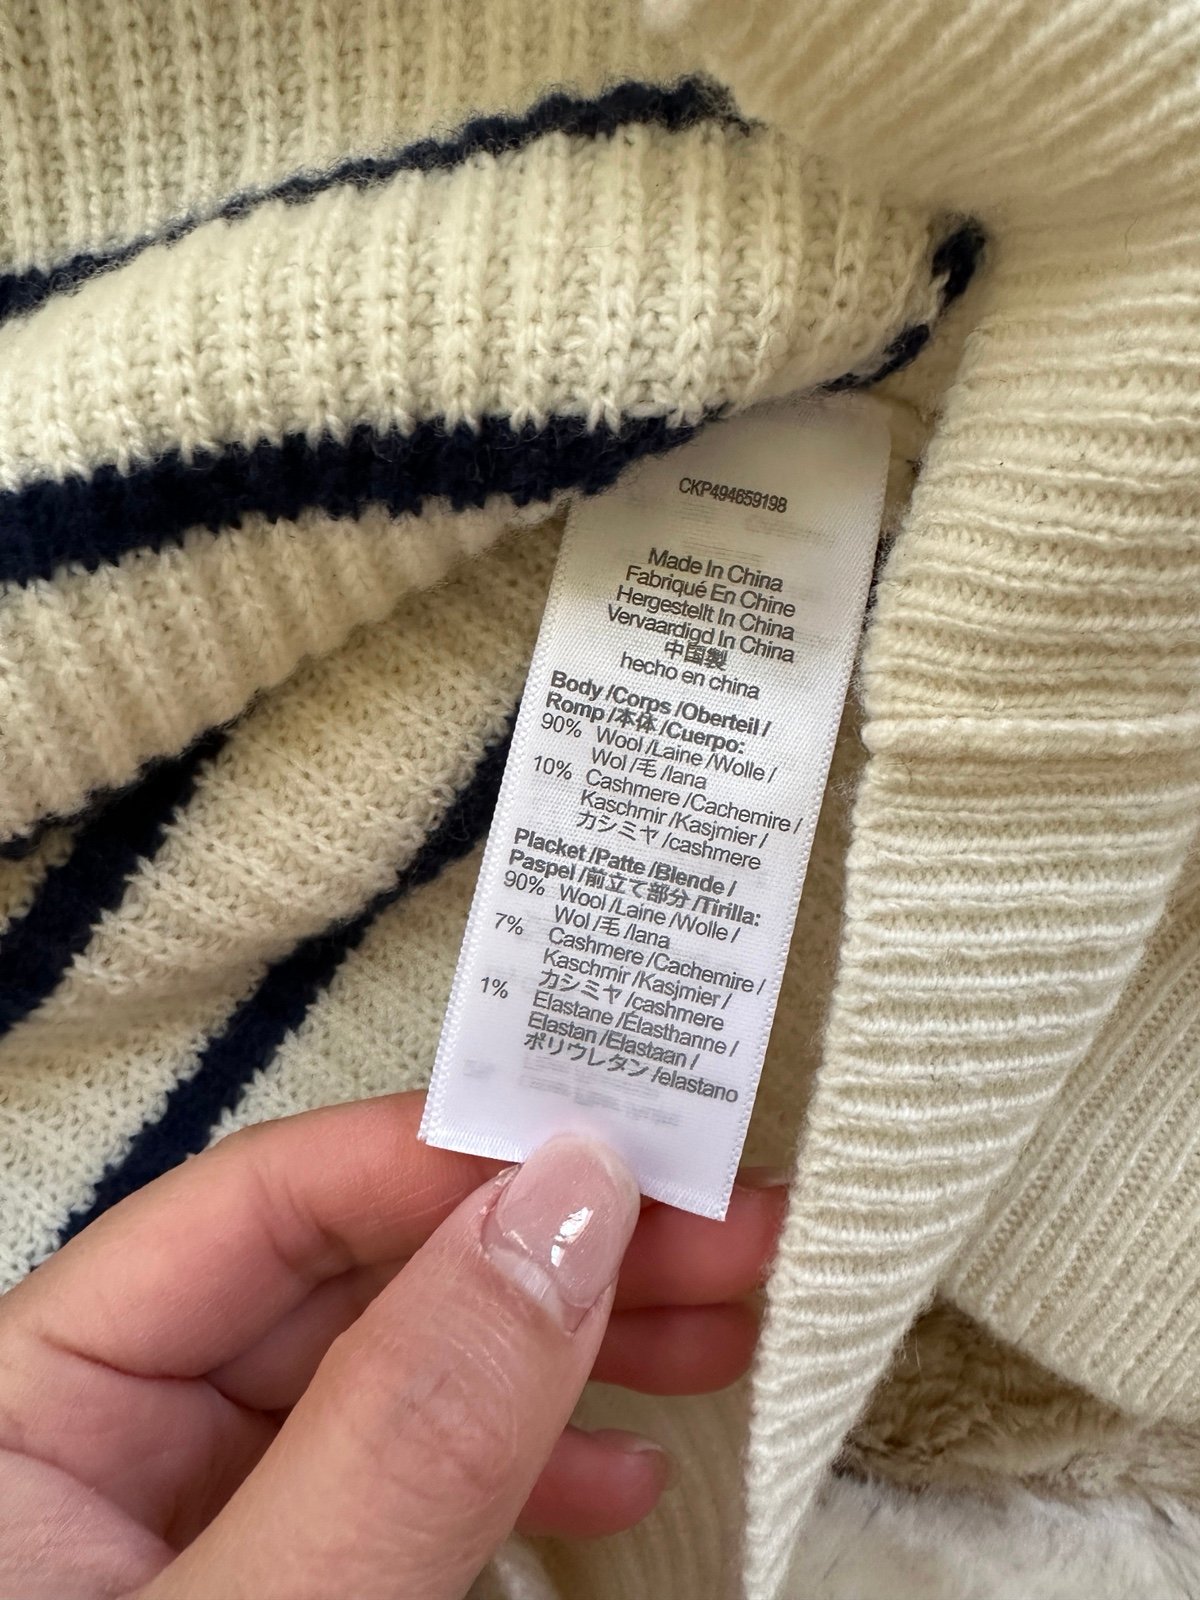 CKP494659198
Made In China
Fabriqué En Chine
Hergestellt In China
Vervaardigd In China
中国製
hecho en china
Body /Corps /Oberteil /
Romp /本体 /Cuerpo:
90% Wool /Laine /Wolle /
Wol /毛 /lana
10% Cashmere /Cachemire /
Kaschmir /Kasjmier /
カシミヤ /cashmere
Placket /Patte /Blende /
Paspel /前立て部分 /Tirilla:
90% Wool /Laine /Wolle /
Wol /毛 /lana
7% Cashmere /Cachemire /
Kaschmir /Kasjmier /
カシミヤ /cashmere
1% Elastane /Élasthanne /
Elastan /Elastaan /
ポリウレタン /elastano